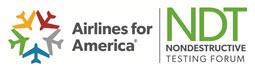 Airlines for
America®
NDT
NONDESTRUCTIVE
TESTING FORUM